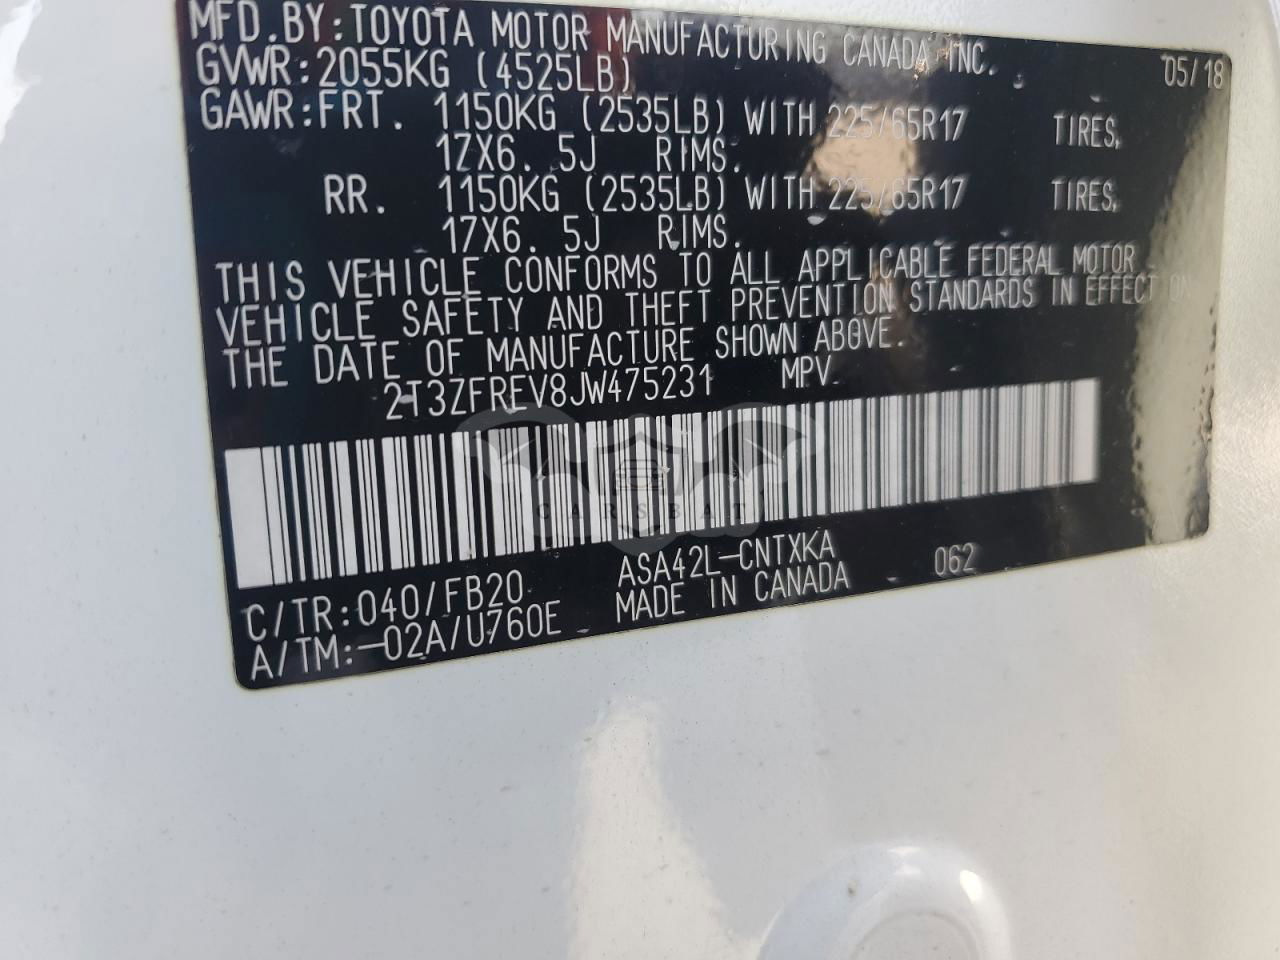 MFD.BY:TOYOTA MOTOR MANUFACTURING CANADA INC. 05/18
GVWR:2055KG (4525LB)
GAWR:FRT. 1150KG (2535LB) WITH 225/65R17 TIRES,
17X6.5J RIMS.
RR. 1150KG (2535LB) WITH 225/65R17 TIRES,
17X6.5J RIMS.
THIS VEHICLE CONFORMS TO ALL APPLICABLE FEDERAL MOTOR
VEHICLE SAFETY AND THEFT PREVENTION STANDARDS IN EFFECT ON
THE DATE OF MANUFACTURE SHOWN ABOVE.
2T3ZFREV8JW475231 MPV
CARSBAT
C/TR:040/FB20 ASA42L-CNTXKA 062
A/TM:-02A/U760E MADE IN CANADA